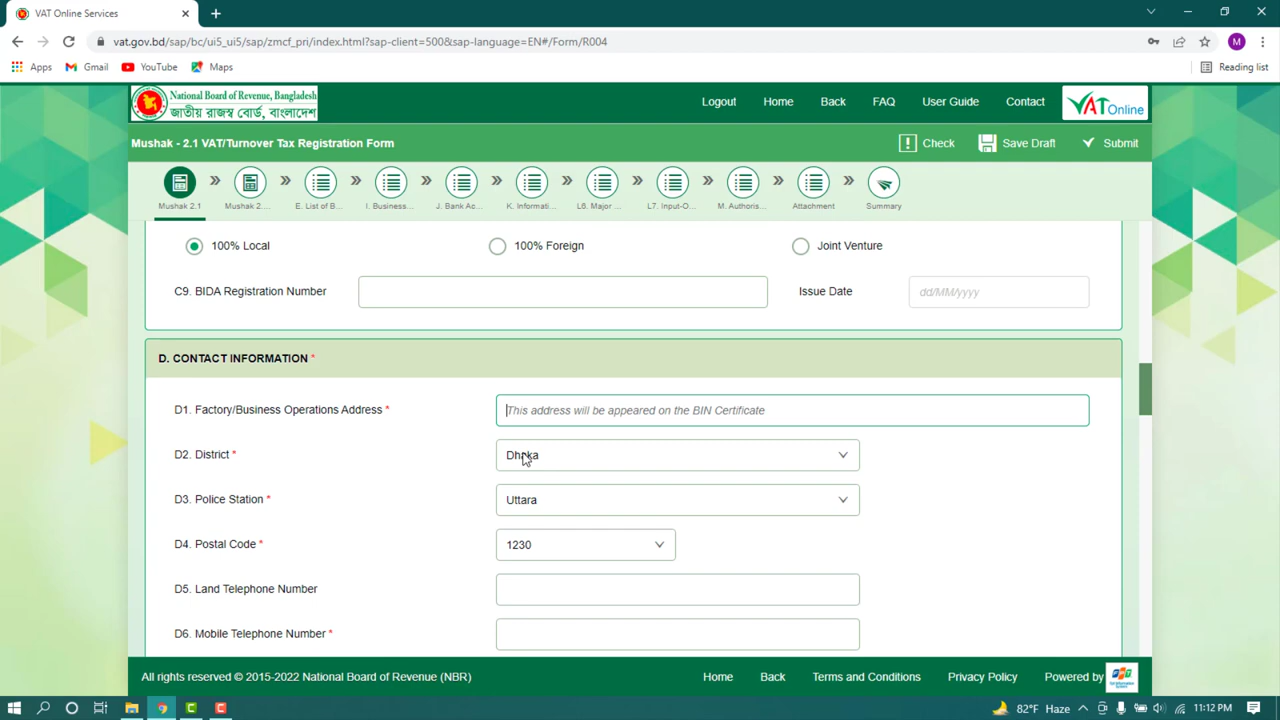 VAT Online Services
vat.gov.bd/sap/bc/ui5_ui5/sap/zmcf_pri/index.html?sap-client=500&sap-language=EN#/Form/R004
M
Apps
Gmail
YouTube
Maps
Reading list
National Board of Revenue, Bangladesh
জাতীয় রাজস্ব বোর্ড, বাংলাদেশ
Logout
Home
Back
FAQ
User Guide
Contact
VAT Online
Mushak - 2.1 VAT/Turnover Tax Registration Form
Check
Save Draft
Submit
Mushak 2.1
Mushak 2....
E. List of B...
I. Business...
J. Bank Ac...
K. Informati...
L6. Major ...
L7. Input-O...
M. Authoris...
Attachment
Summary
100% Local
100% Foreign
Joint Venture
C9. BIDA Registration Number
Issue Date
dd/MM/yyyy
D. CONTACT INFORMATION *
D1. Factory/Business Operations Address *
This address will be appeared on the BIN Certificate
D2. District *
Dhaka
D3. Police Station *
Uttara
D4. Postal Code *
1230
D5. Land Telephone Number
D6. Mobile Telephone Number *
All rights reserved © 2015-2022 National Board of Revenue (NBR)
Home
Back
Terms and Conditions
Privacy Policy
Powered by
82°F Haze
11:12 PM